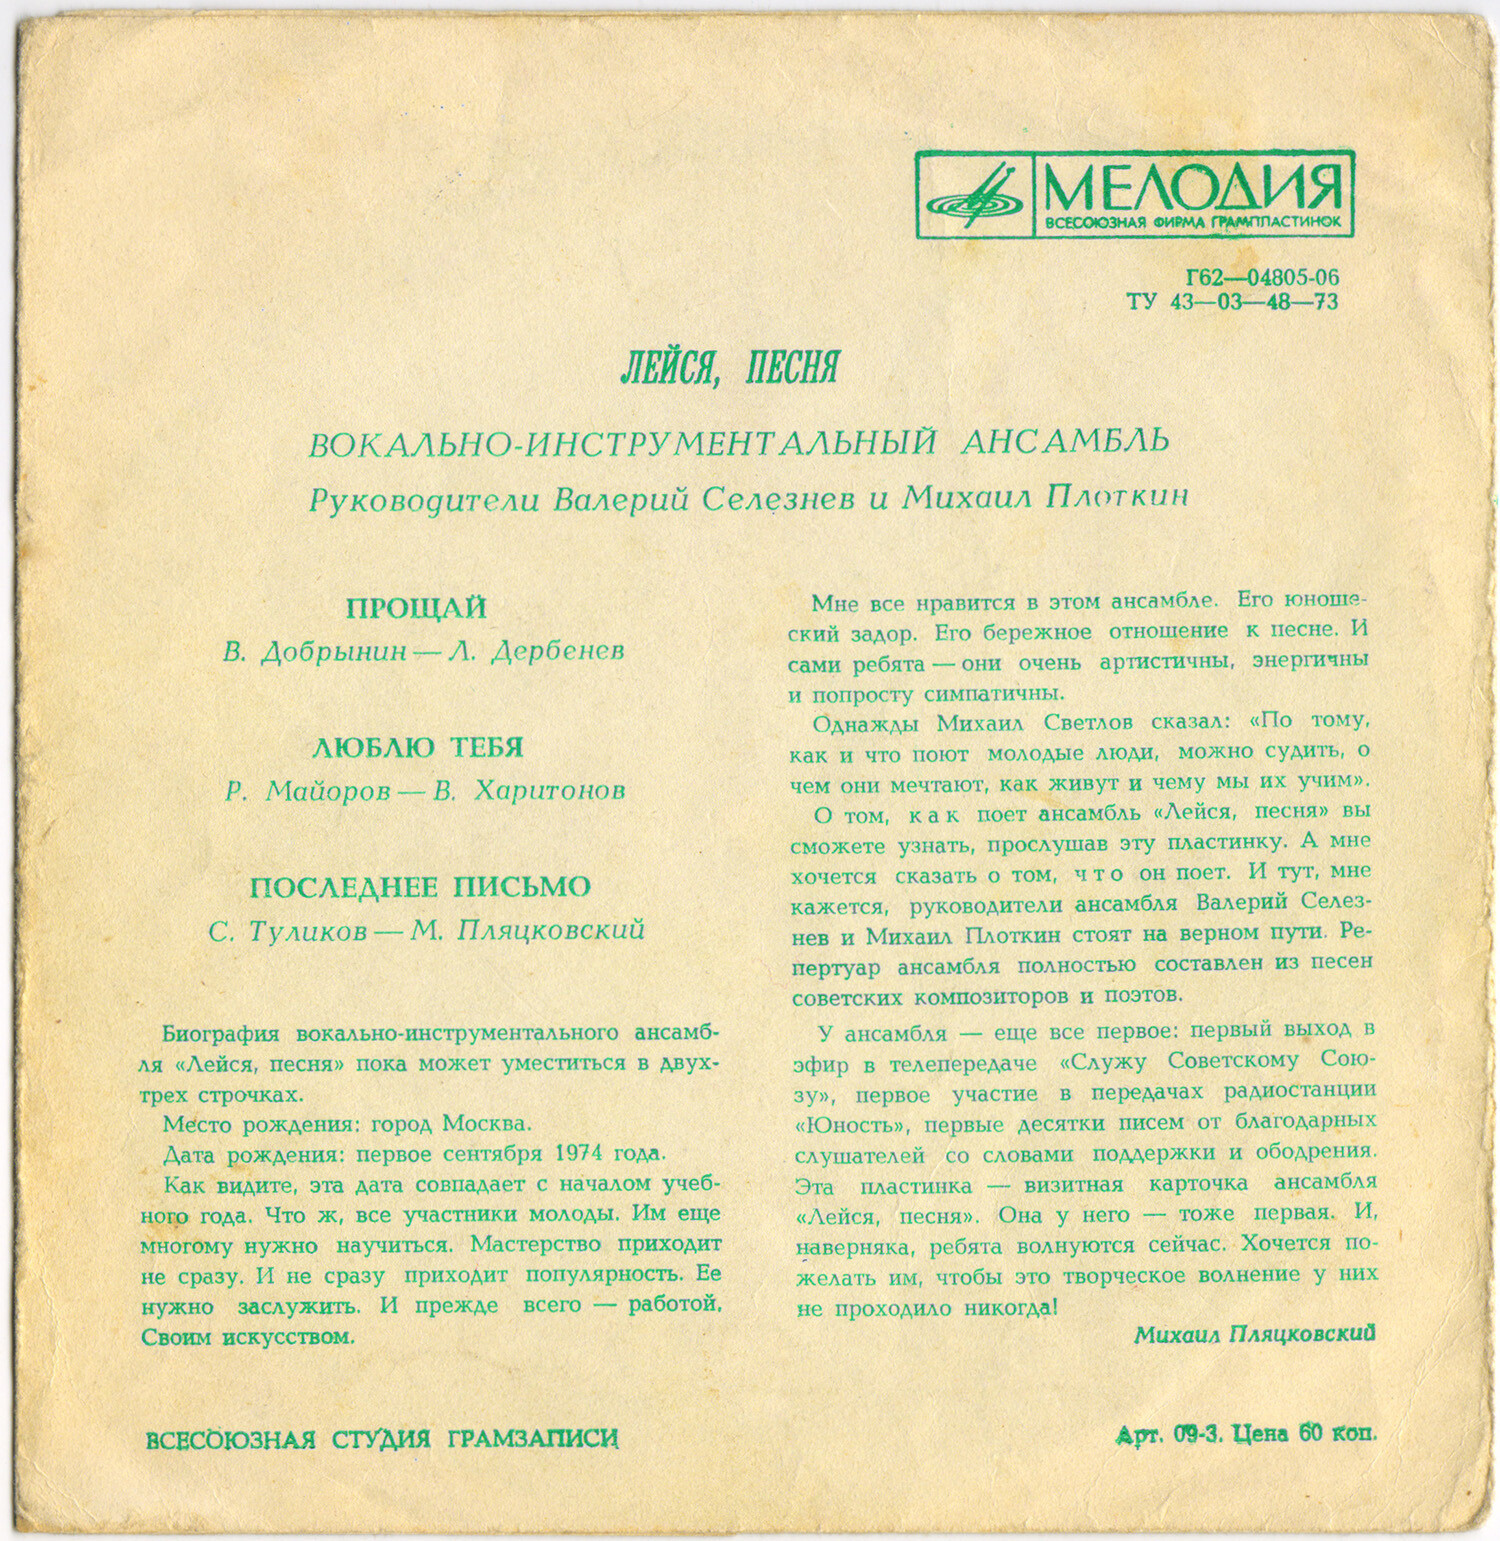 МЕЛОДИЯ
ВСЕСОЮЗНАЯ ФИРМА ГРАМПЛАСТИНОК
Г62—04805-06
ТУ 43—03—48—73
ЛЕЙСЯ, ПЕСНЯ
ВОКАЛЬНО-ИНСТРУМЕНТАЛЬНЫЙ АНСАМБЛЬ
Руководители Валерий Селезнев и Михаил Плоткин
ПРОЩАЙ
В. Добрынин — Л. Дербенев
ЛЮБЛЮ ТЕБЯ
Р. Майоров — В. Харитонов
ПОСЛЕДНЕЕ ПИСЬМО
С. Туликов — М. Пляцковский
Биография вокально-инструментального ансамб-
ля «Лейся, песня» пока может уместиться в двух-
трех строчках.
Место рождения: город Москва.
Дата рождения: первое сентября 1974 года.
Как видите, эта дата совпадает с началом учеб-
ного года. Что ж, все участники молоды. Им еще
многому нужно научиться. Мастерство приходит
не сразу. И не сразу приходит популярность. Ее
нужно заслужить. И прежде всего — работой,
Своим искусством.
Мне все нравится в этом ансамбле. Его юноше-
ский задор. Его бережное отношение к песне. И
сами ребята — они очень артистичны, энергичны
и попросту симпатичны.
Однажды Михаил Светлов сказал: «По тому,
как и что поют молодые люди, можно судить, о
чем они мечтают, как живут и чему мы их учим».
О том, как поет ансамбль «Лейся, песня» вы
сможете узнать, прослушав эту пластинку. А мне
хочется сказать о том, что он поет. И тут, мне
кажется, руководители ансамбля Валерий Селез-
нев и Михаил Плоткин стоят на верном пути. Ре-
пертуар ансамбля полностью составлен из песен
советских композиторов и поэтов.
У ансамбля — еще все первое: первый выход в
эфир в телепередаче «Служу Советскому Сою-
зу», первое участие в передачах радиостанции
«Юность», первые десятки писем от благодарных
слушателей со словами поддержки и ободрения.
Эта пластинка — визитная карточка ансамбля
«Лейся, песня». Она у него — тоже первая. И,
наверняка, ребята волнуются сейчас. Хочется по-
желать им, чтобы это творческое волнение у них
не проходило никогда!
Михаил Пляцковский
ВСЕСОЮЗНАЯ СТУДИЯ ГРАМЗАПИСИ
Арт. 09-3. Цена 60 коп.